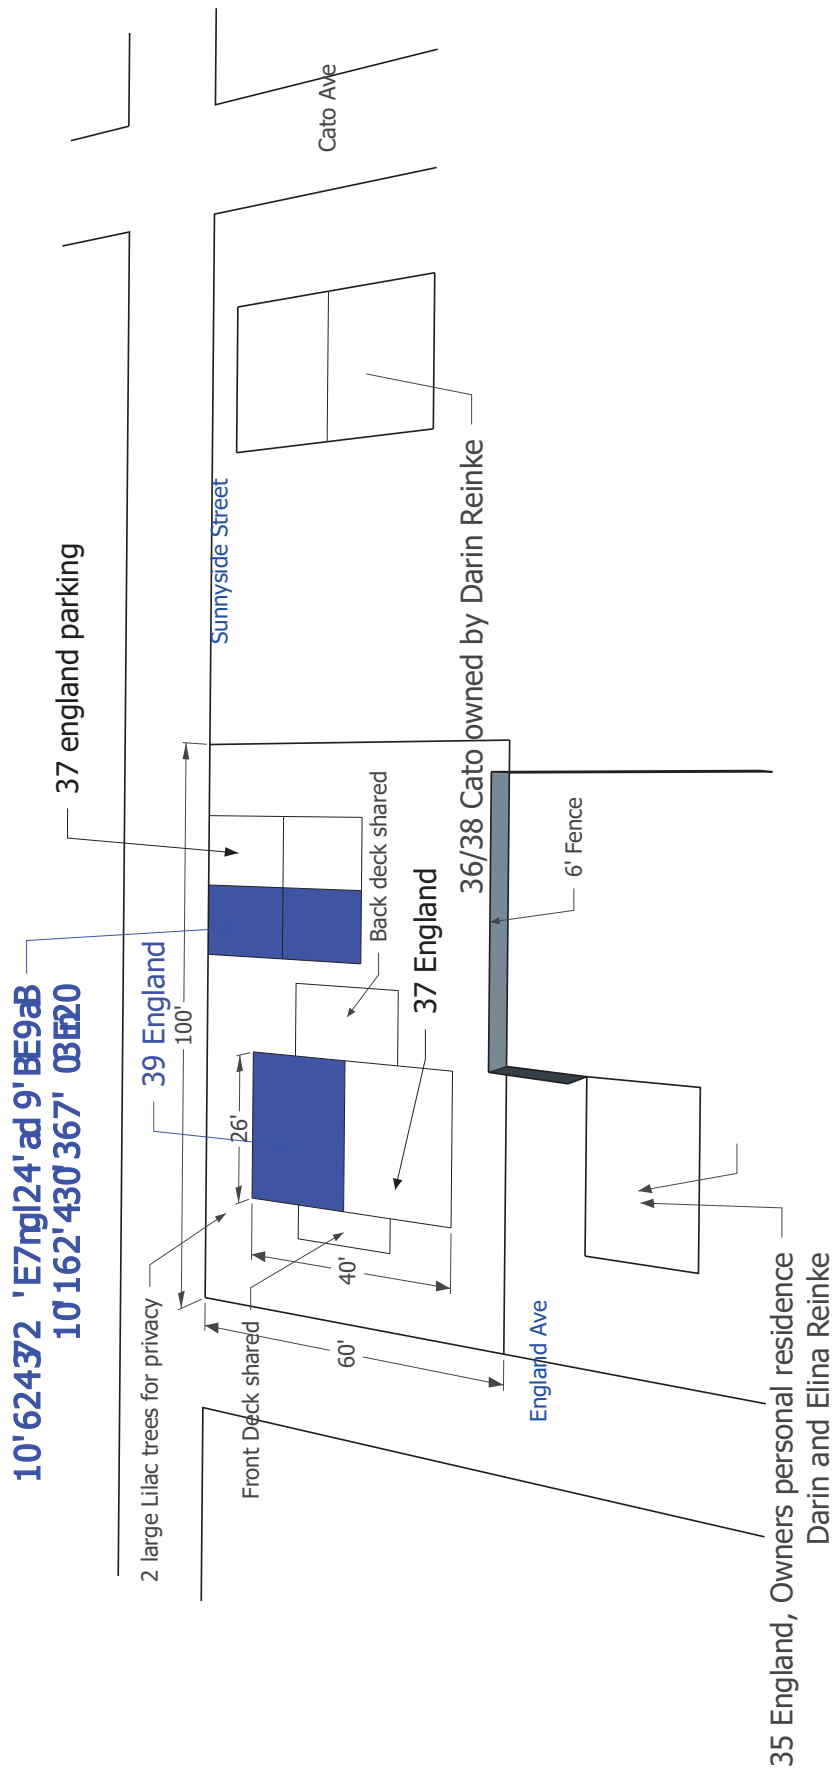 37 england parking
39 England
100'
26'
40'
60'
2 large Lilac trees for privacy
Front Deck shared
Back deck shared
37 England
Sunnyside Street
Cato Ave
36/38 Cato owned by Darin Reinke
6' Fence
England Ave
35 England, Owners personal residence
Darin and Elina Reinke